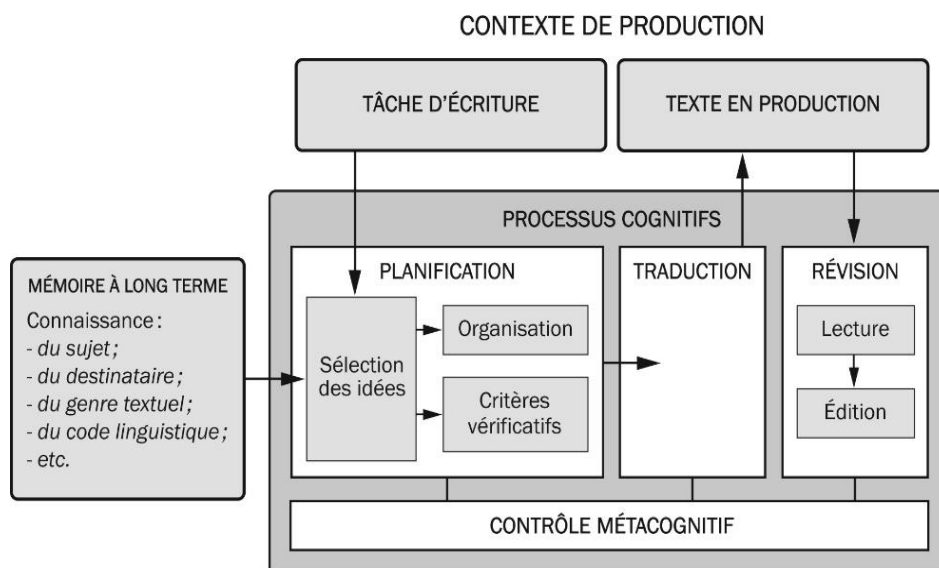 CONTEXTE DE PRODUCTION
TÂCHE D’ÉCRITURE
TEXTE EN PRODUCTION
PROCESSUS COGNITIFS
MÉMOIRE À LONG TERME
Connaissance :
- du sujet ;
- du destinataire ;
- du genre textuel ;
- du code linguistique ;
- etc.
PLANIFICATION
Sélection
des idées
Organisation
Critères
vérificatifs
TRADUCTION
RÉVISION
Lecture
Édition
CONTRÔLE MÉTACOGNITIF